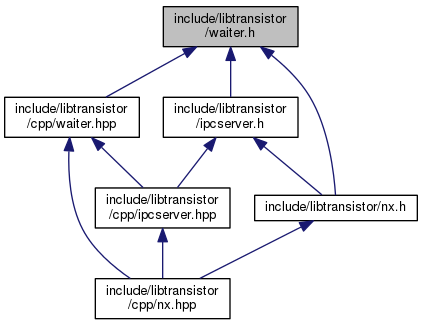 include/libtransistor
/waiter.h
include/libtransistor
/cpp/waiter.hpp
include/libtransistor
/ipcserver.h
include/libtransistor
/cpp/ipcserver.hpp
include/libtransistor/nx.h
include/libtransistor
/cpp/nx.hpp